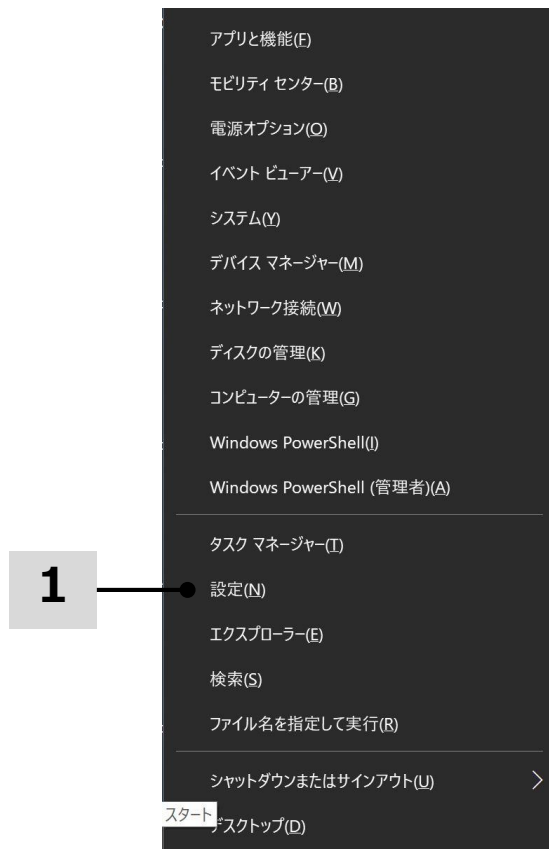 アプリと機能(F)
モビリティ センター(B)
電源オプション(O)
イベント ビューアー(V)
システム(Y)
デバイス マネージャー(M)
ネットワーク接続(W)
ディスクの管理(K)
コンピューターの管理(G)
Windows PowerShell(I)
Windows PowerShell (管理者)(A)
タスク マネージャー(T)
1
設定(N)
エクスプローラー(E)
検索(S)
ファイル名を指定して実行(R)
シャットダウンまたはサインアウト(U)
スタート
デスクトップ(D)